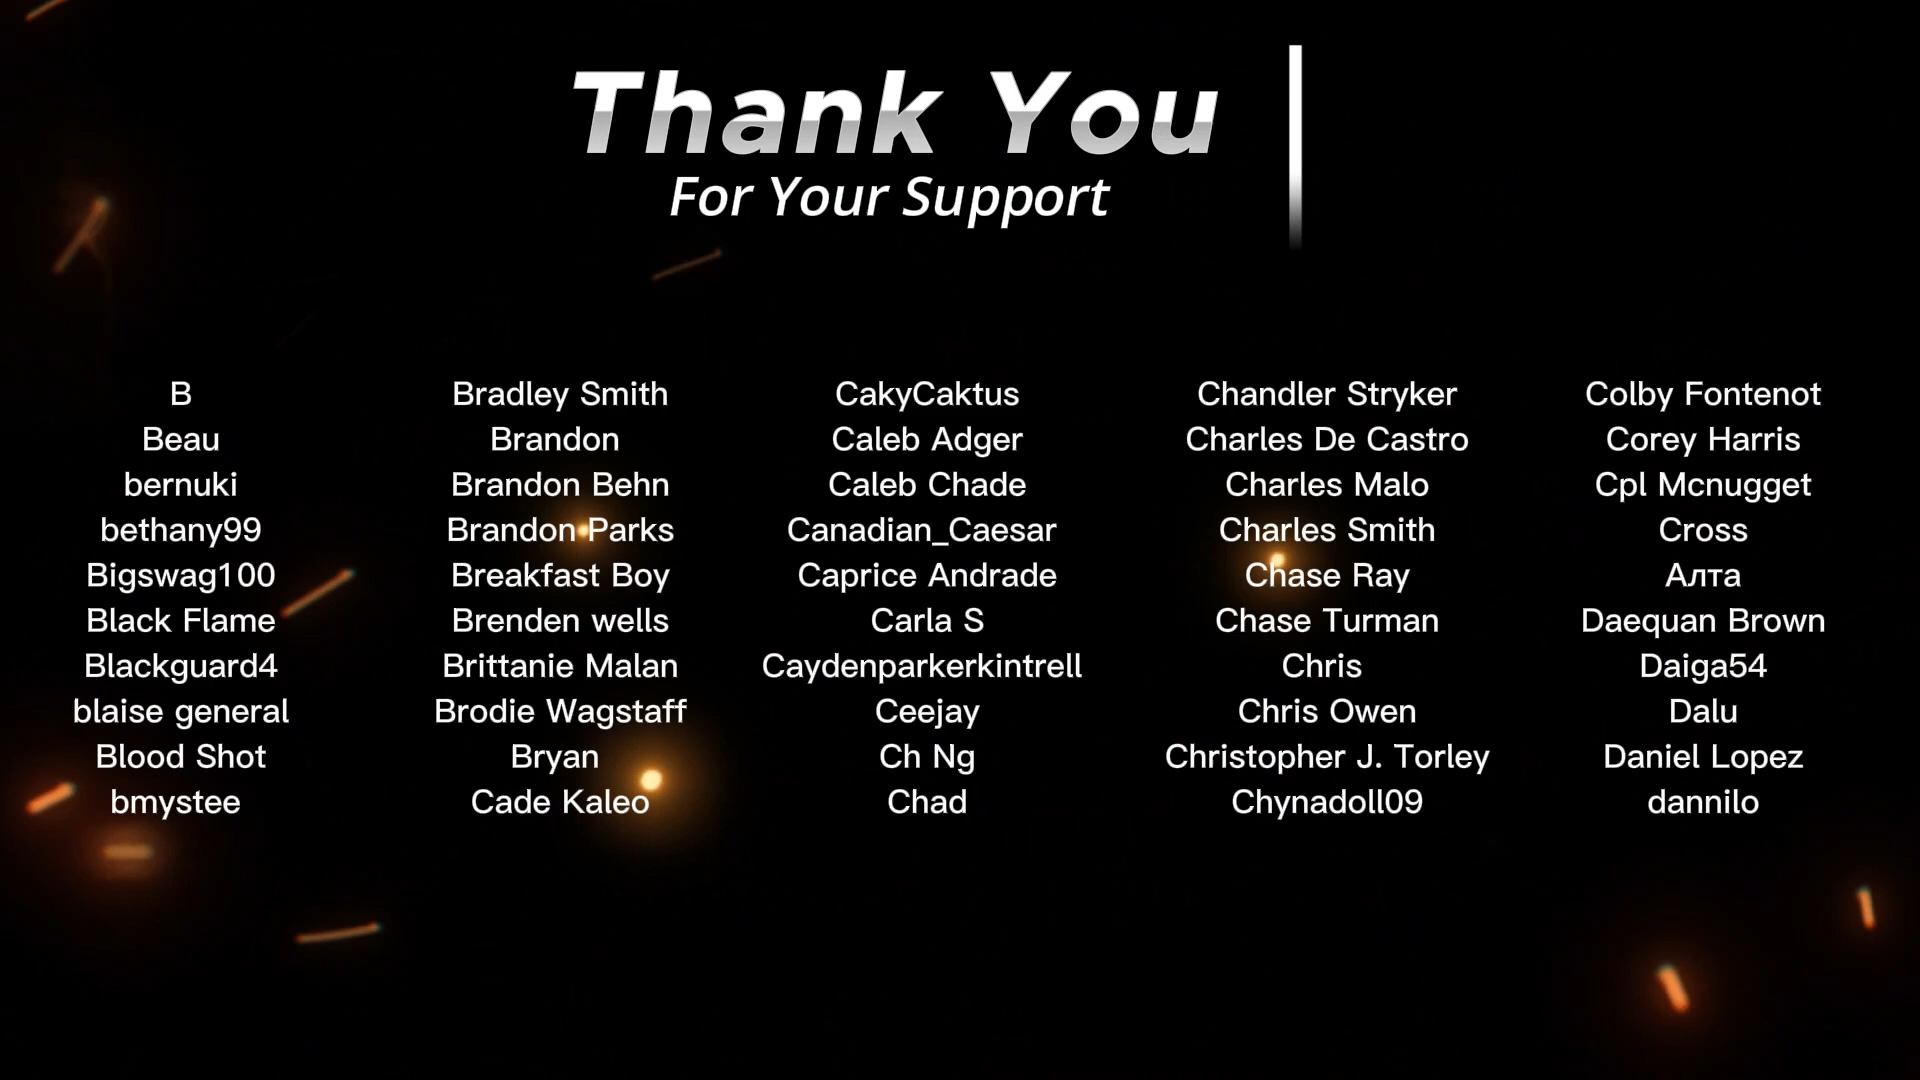 Thank You
For Your Support
B
Beau
bernuki
bethany99
Bigswag100
Black Flame
Blackguard4
blaise general
Blood Shot
bmystee
Bradley Smith
Brandon
Brandon Behn
Brandon Parks
Breakfast Boy
Brenden wells
Brittanie Malan
Brodie Wagstaff
Bryan
Cade Kaleo
CakyCaktus
Caleb Adger
Caleb Chade
Canadian_Caesar
Caprice Andrade
Carla S
Caydenparkerkintrell
Ceejay
Ch Ng
Chad
Chandler Stryker
Charles De Castro
Charles Malo
Charles Smith
Chase Ray
Chase Turman
Chris
Chris Owen
Christopher J. Torley
Chynadoll09
Colby Fontenot
Corey Harris
Cpl Mcnugget
Cross
Алта
Daequan Brown
Daiga54
Dalu
Daniel Lopez
dannilo